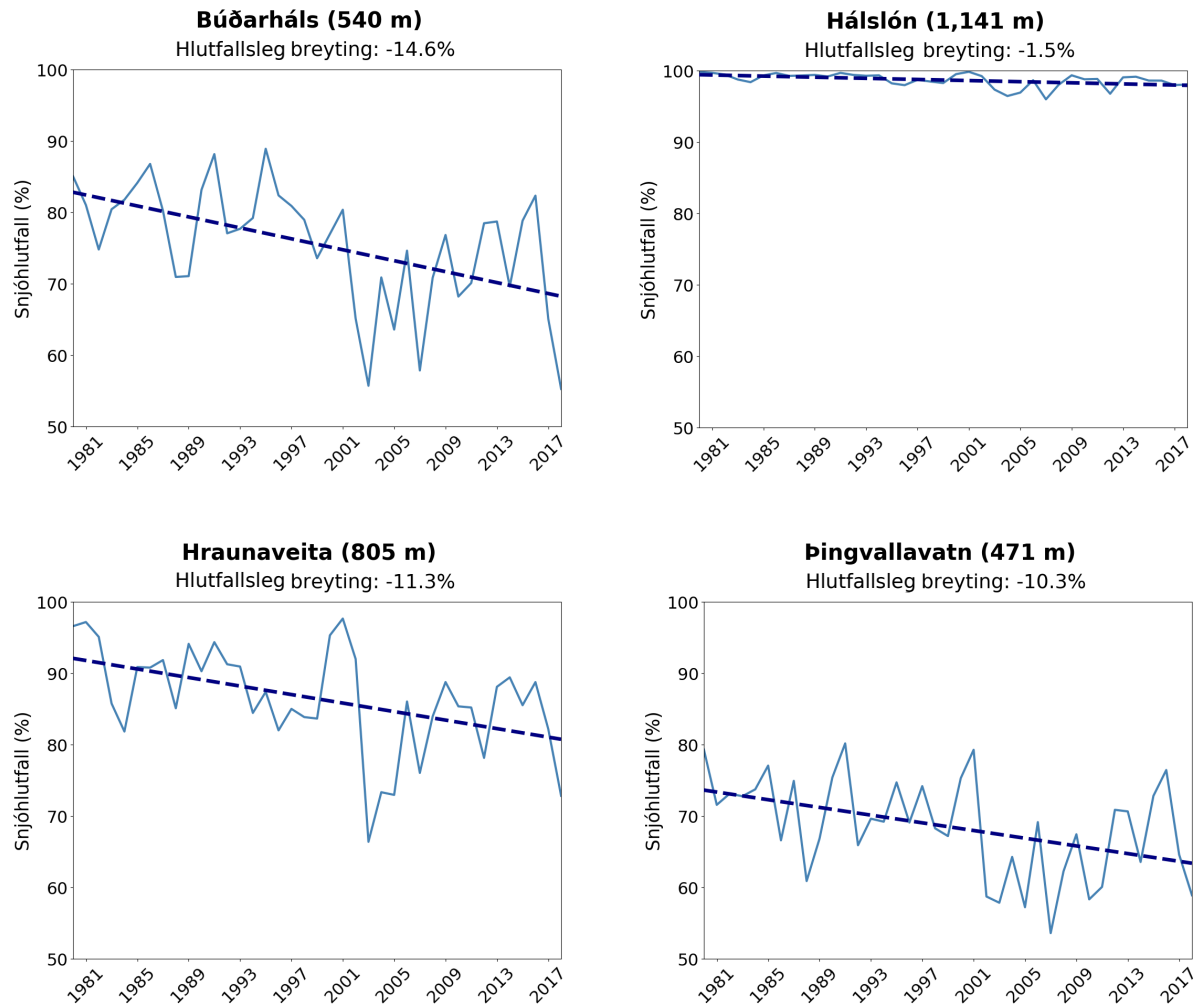 Búðarháls (540 m)
Hlutfallsleg breyting: -14.6%
Snjóhlutfall (%)
100
90
80
70
60
50
1981 1985 1989 1993 1997 2001 2005 2009 2013 2017
Hálslón (1,141 m)
Hlutfallsleg breyting: -1.5%
Snjóhlutfall (%)
100
90
80
70
60
50
1981 1985 1989 1993 1997 2001 2005 2009 2013 2017
Hraunaveita (805 m)
Hlutfallsleg breyting: -11.3%
Snjóhlutfall (%)
100
90
80
70
60
50
1981 1985 1989 1993 1997 2001 2005 2009 2013 2017
Þingvallavatn (471 m)
Hlutfallsleg breyting: -10.3%
Snjóhlutfall (%)
100
90
80
70
60
50
1981 1985 1989 1993 1997 2001 2005 2009 2013 2017